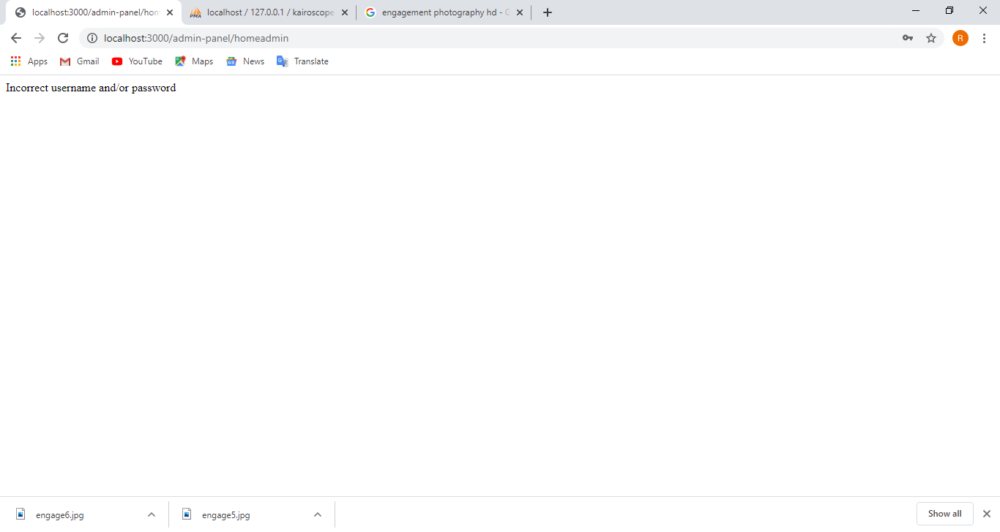 localhost:3000/admin-panel/hom
localhost / 127.0.0.1 / kairoscope
engagement photography hd - G
localhost:3000/admin-panel/homeadmin
R
Apps
Gmail
YouTube
Maps
News
Translate
Incorrect username and/or password
engage6.jpg
engage5.jpg
Show all